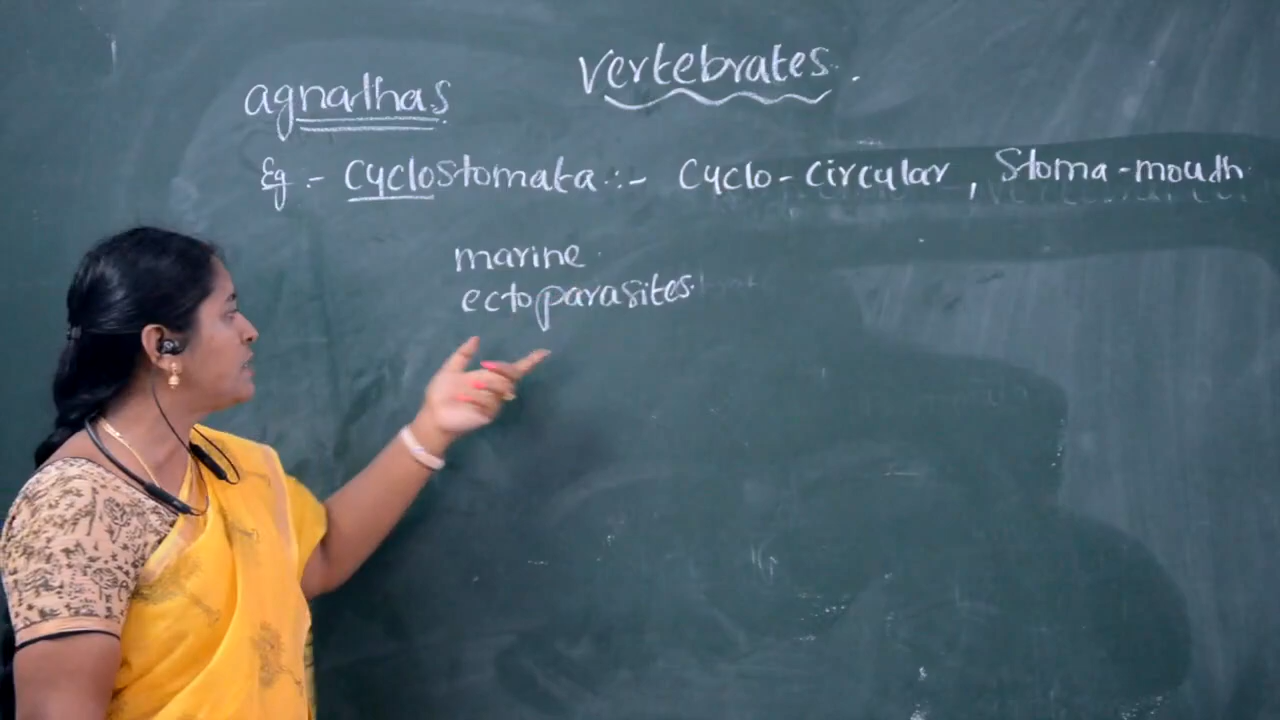 vertebrates.
agnathas
Eg :- Cyclostomata :- Cyclo-circular, Stoma-mouth
marine
ectoparasites